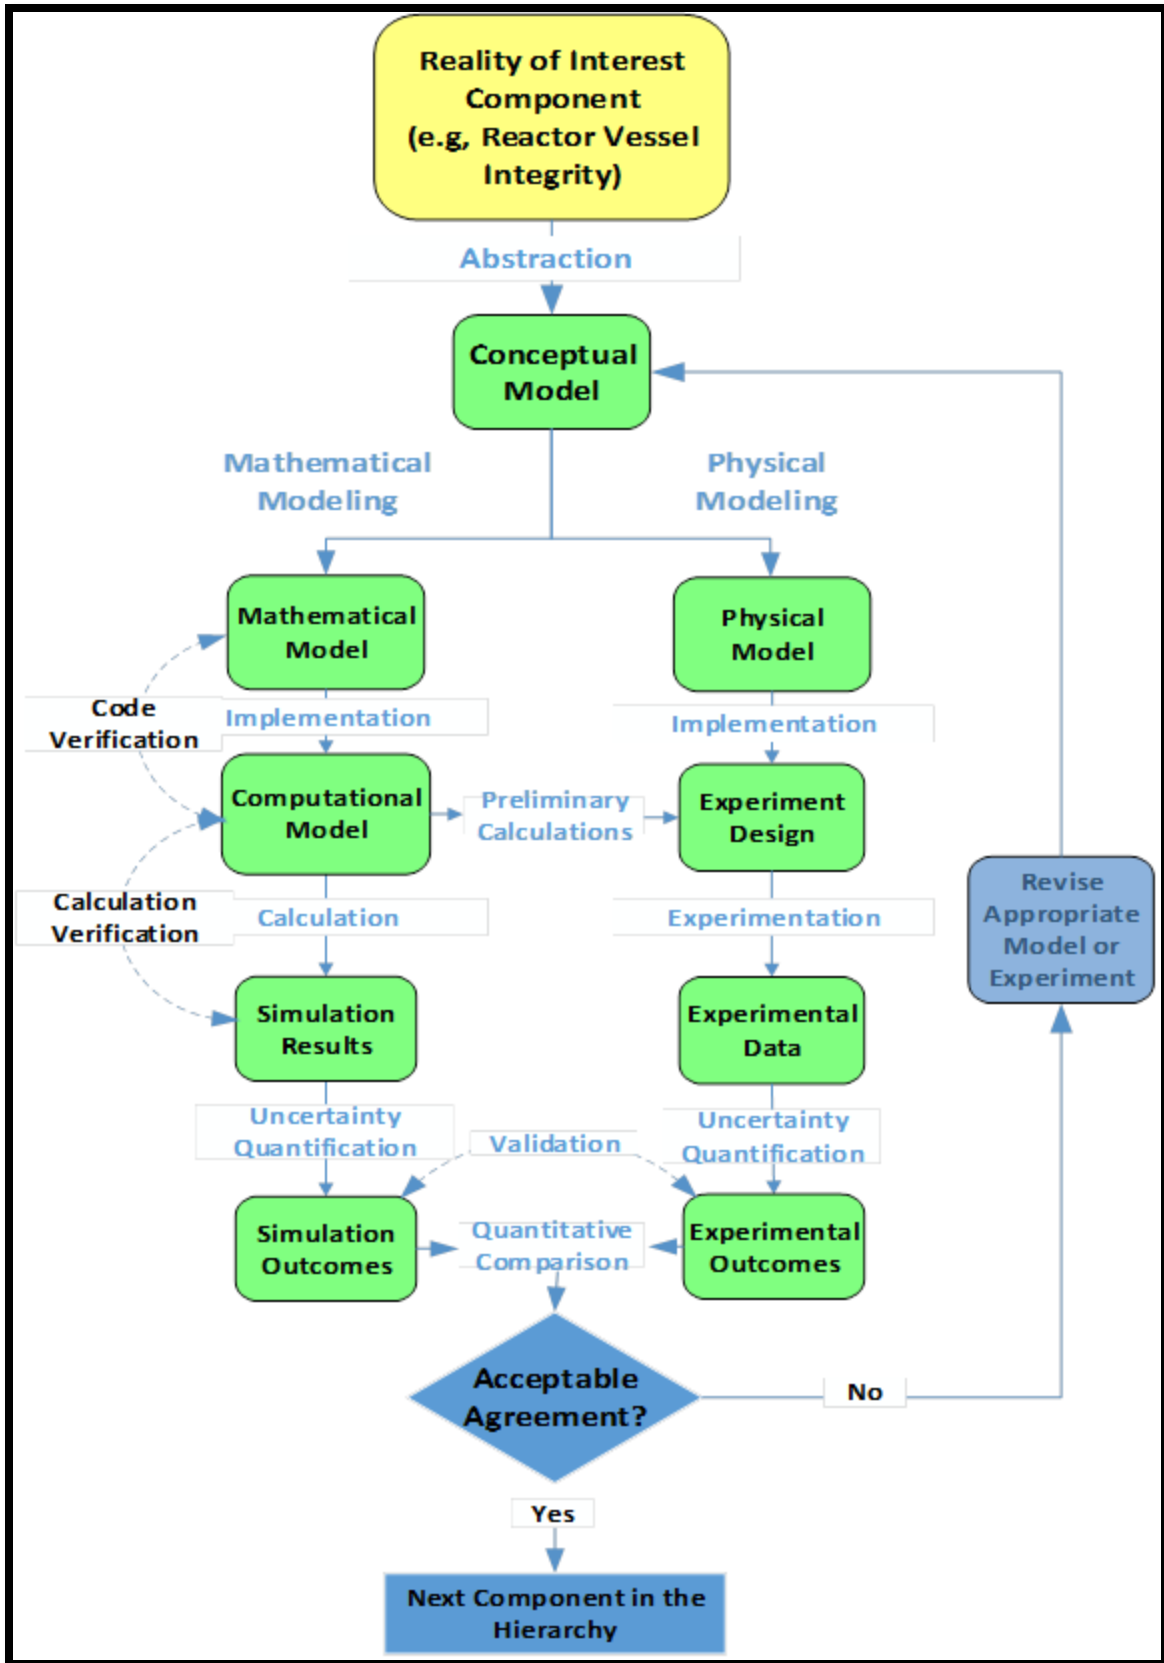 Reality of Interest
Component
(e.g, Reactor Vessel
Integrity)
Abstraction
Conceptual
Model
Mathematical
Modeling
Physical
Modeling
Mathematical
Model
Physical
Model
Code
Verification
Implementation
Implementation
Computational
Model
Preliminary
Calculations
Experiment
Design
Revise
Appropriate
Model or
Experiment
Calculation
Verification
Calculation
Experimentation
Simulation
Results
Experimental
Data
Uncertainty
Quantification
Validation
Uncertainty
Quantification
Simulation
Outcomes
Quantitative
Comparison
Experimental
Outcomes
Acceptable
Agreement?
No
Yes
Next Component in the
Hierarchy